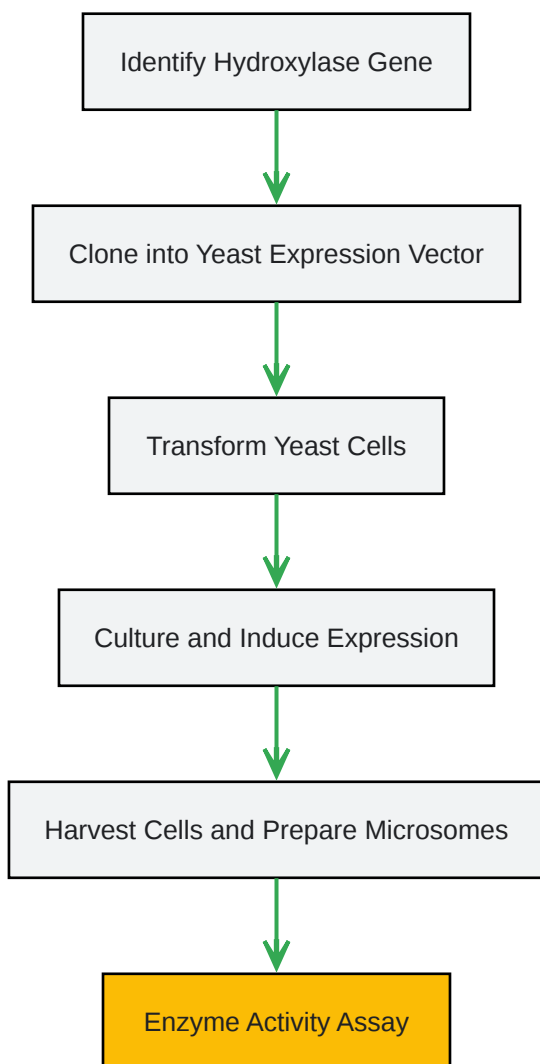 Identify Hydroxylase Gene
Clone into Yeast Expression Vector
Transform Yeast Cells
Culture and Induce Expression
Harvest Cells and Prepare Microsomes
Enzyme Activity Assay